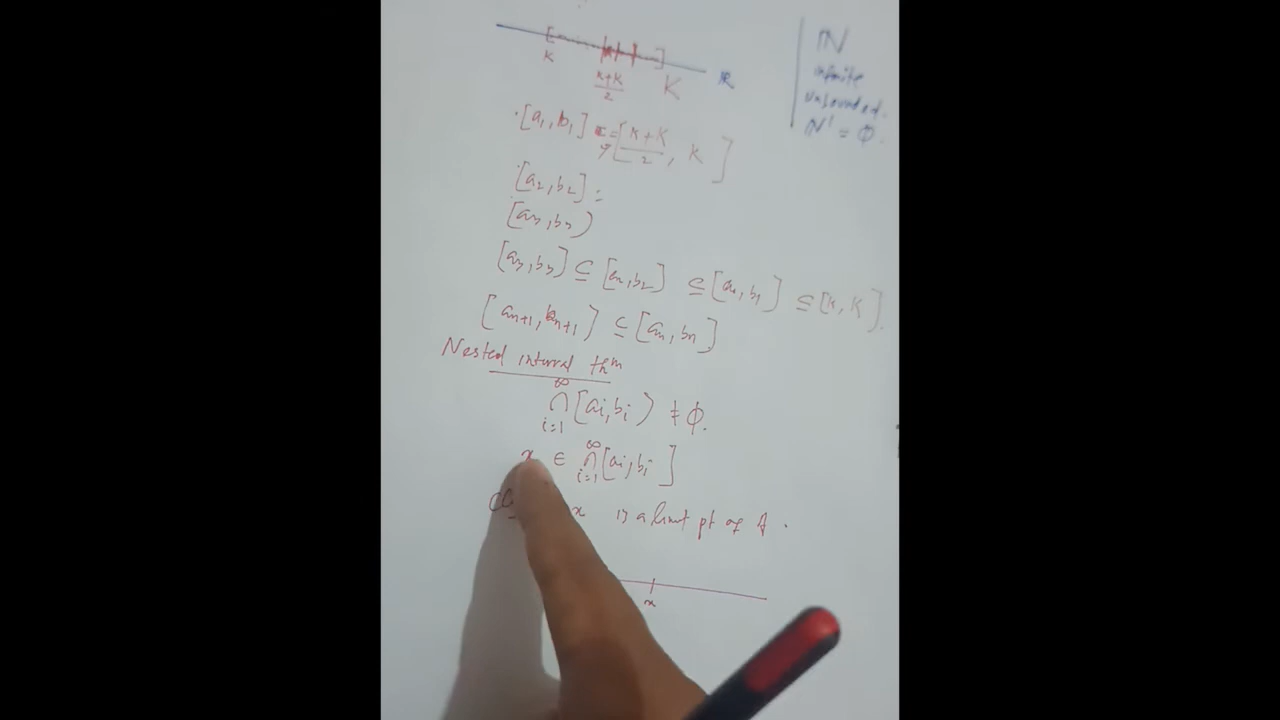 [ ]
k
k+K
2
K
R
[a₁, b₁] = [k+K/2, K]
[a₂, b₂] =
[a₃, b₃)
[a₃, b₃] ⊆ [a₂, b₂] ⊆ [a₁, b₁] ⊆ [k, K].
[aₙ₊₁, bₙ₊₁) ⊆ [aₙ, bₙ]
Nested interval thᵐ
∞
∩ [aᵢ, bᵢ) ≠ ϕ.
i=1
∞
x ∈ ∩ [aᵢ, bᵢ]
i=1
x is a limit pt of A.
x
ℕ
infinite
unbounded.
ℕ' = ϕ.